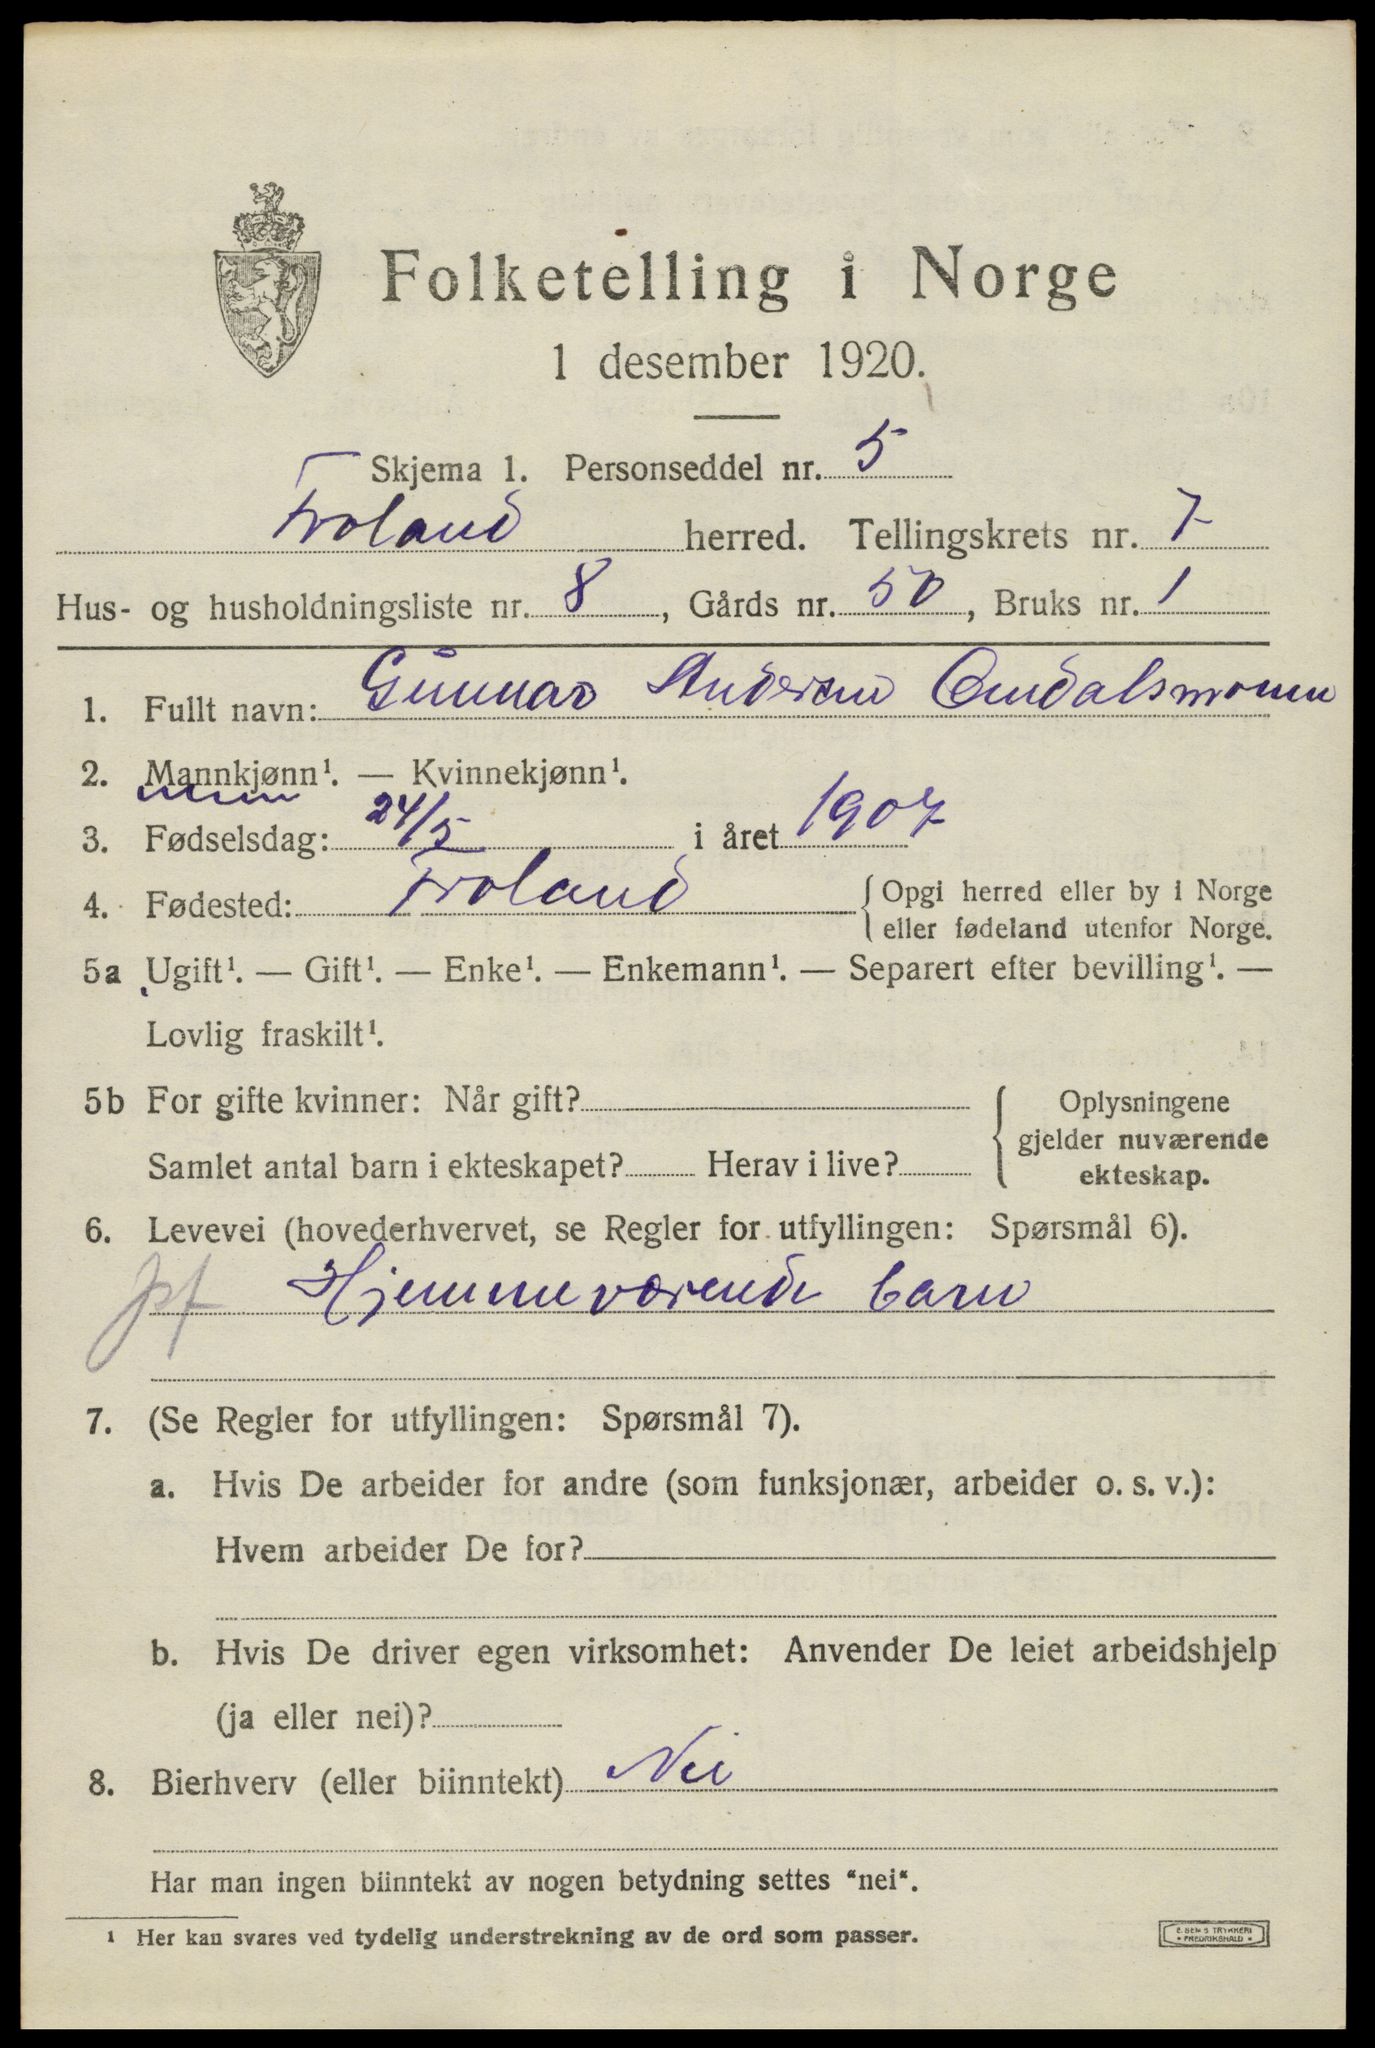 Folketelling i Norge
1 desember 1920.
Skjema 1. Personseddel nr. 5
Froland herred. Tellingskrets nr. 7
Hus- og husholdningsliste nr. 8, Gårds nr. 50, Bruks nr. 1
1. Fullt navn: Gunnar Andersen
2. Mannkjønn¹. — Kvinnekjønn¹.
3. Fødselsdag: 24/5 i året 1907
4. Fødested: Froland { Opgi herred eller by i Norge
eller fødeland utenfor Norge.
5a Ugift¹. — Gift¹. — Enke¹. — Enkemann¹. — Separert efter bevilling¹. —
Lovlig fraskilt¹.
5b For gifte kvinner: Når gift?
Samlet antal barn i ekteskapet? Herav i live?
Oplysningene
gjelder nuværende
ekteskap.
6. Levevei (hovederhvervet, se Regler for utfyllingen: Spørsmål 6).
Hjemmeværende barn
7. (Se Regler for utfyllingen: Spørsmål 7).
a. Hvis De arbeider for andre (som funksjonær, arbeider o. s. v.):
Hvem arbeider De for?
b. Hvis De driver egen virksomhet: Anvender De leiet arbeidshjelp
(ja eller nei)?
8. Bierhverv (eller biinntekt) Nei
Har man ingen biinntekt av nogen betydning settes "nei".
¹ Her kan svares ved tydelig understrekning av de ord som passer.
E. SEM'S TRYKKERI
FREDRIKSHALD